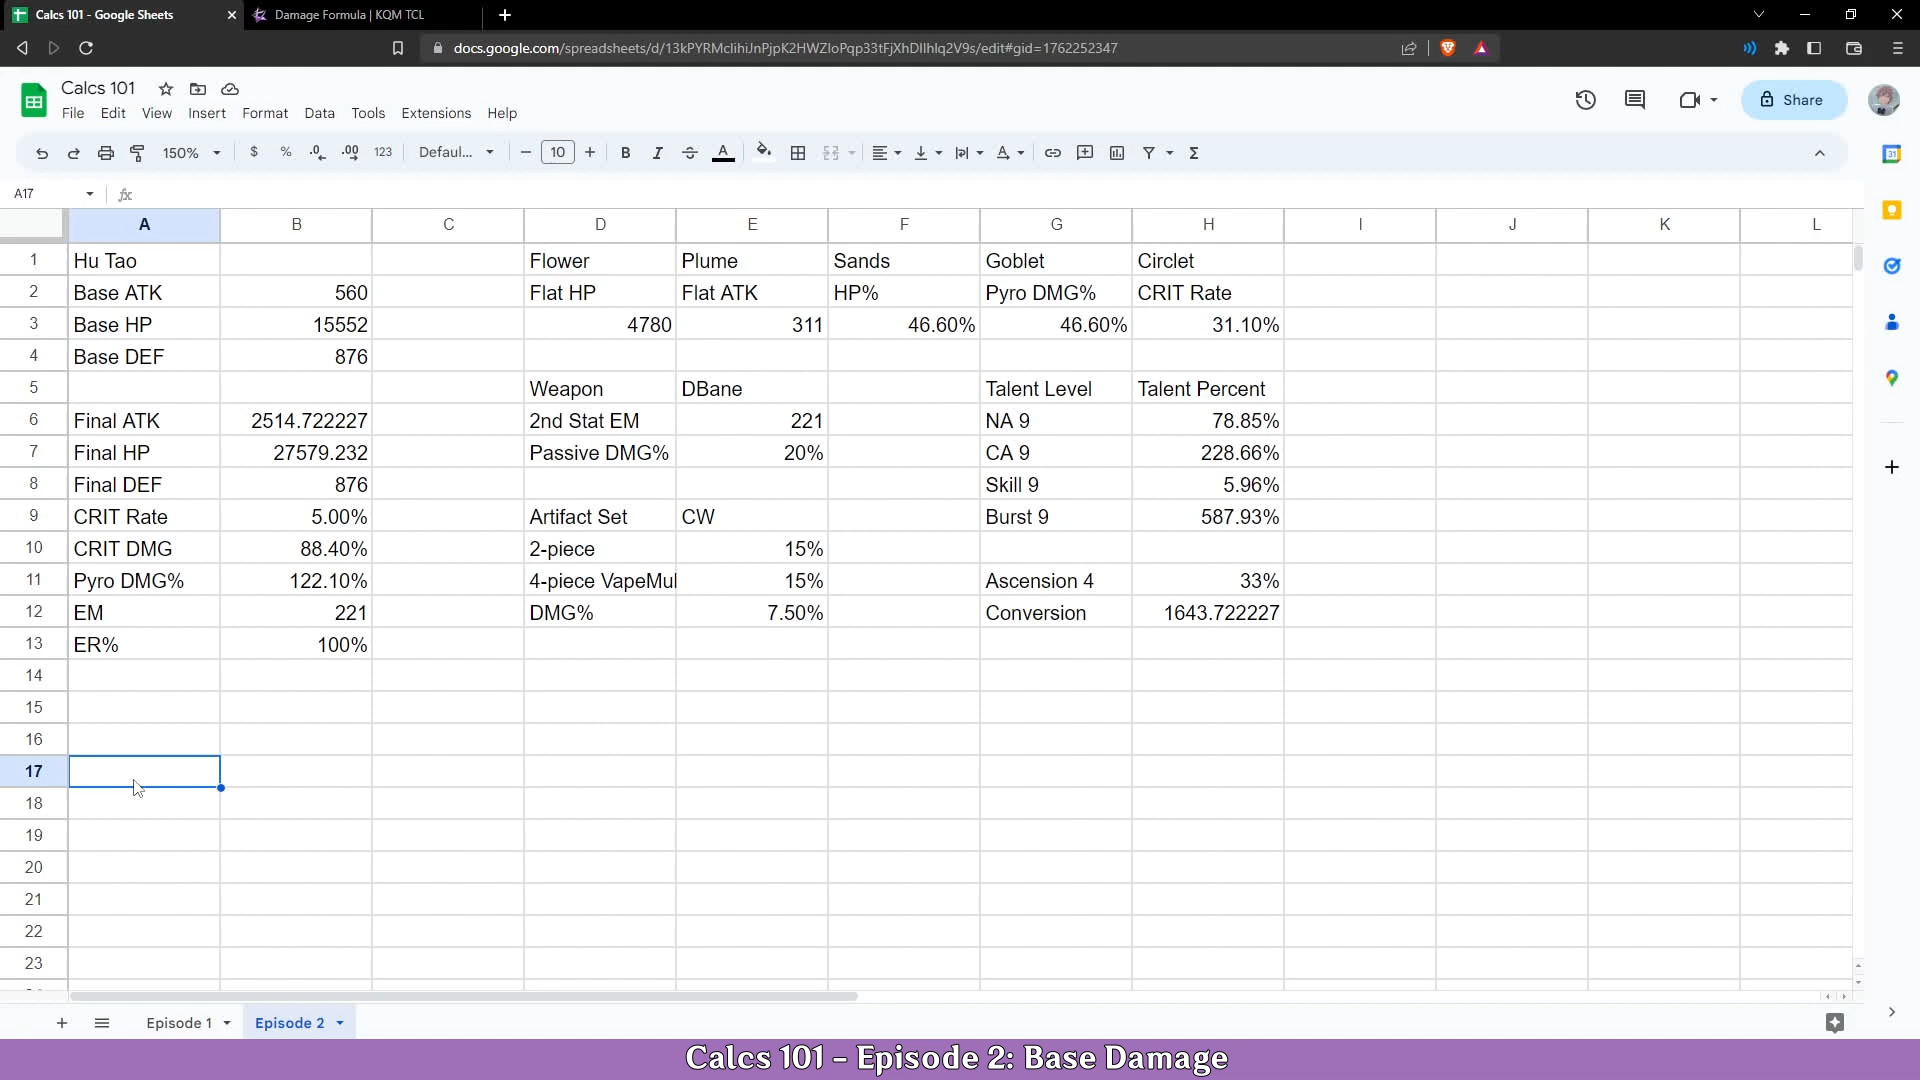 Calcs 101 - Google Sheets
Damage Formula | KQM TCL
docs.google.com/spreadsheets/d/13kPYRMcIihiJnPjpK2HWZIoPqp33tFjXhDIlhlq2V9s/edit#gid=1762252347
Calcs 101
File Edit View Insert Format Data Tools Extensions Help
Share
150% $ % .0 .00 123 Defaul... 10
A17 fx
A B C D E F G H I J K L
1 Hu Tao Flower Plume Sands Goblet Circlet
2 Base ATK 560 Flat HP Flat ATK HP% Pyro DMG% CRIT Rate
3 Base HP 15552 4780 311 46.60% 46.60% 31.10%
4 Base DEF 876
5 Weapon DBane Talent Level Talent Percent
6 Final ATK 2514.722227 2nd Stat EM 221 NA 9 78.85%
7 Final HP 27579.232 Passive DMG% 20% CA 9 228.66%
8 Final DEF 876 Skill 9 5.96%
9 CRIT Rate 5.00% Artifact Set CW Burst 9 587.93%
10 CRIT DMG 88.40% 2-piece 15%
11 Pyro DMG% 122.10% 4-piece VapeMul 15% Ascension 4 33%
12 EM 221 DMG% 7.50% Conversion 1643.722227
13 ER% 100%
14
15
16
17
18
19
20
21
22
23
Episode 1 Episode 2
Calcs 101 - Episode 2: Base Damage